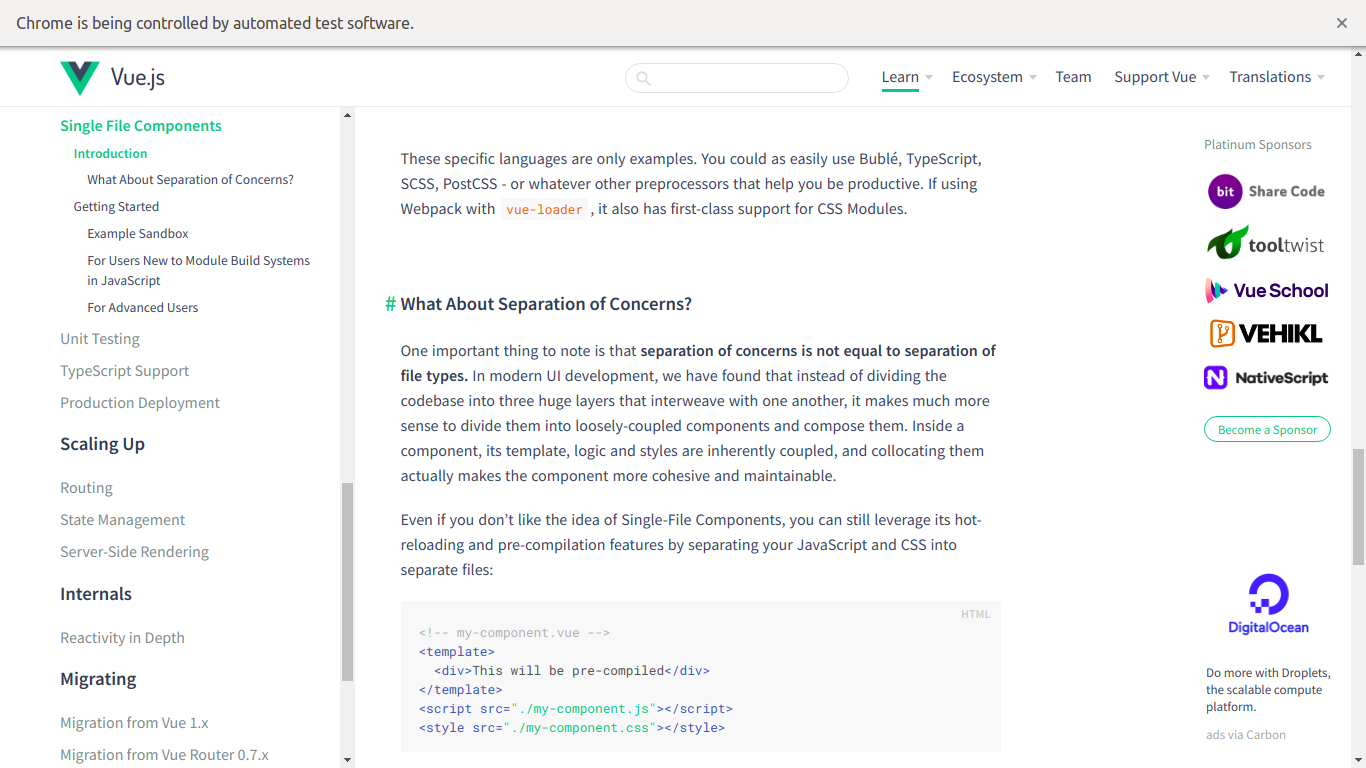 Chrome is being controlled by automated test software.
Vue.js
Learn
Ecosystem
Team
Support Vue
Translations
Single File Components
Introduction
What About Separation of Concerns?
Getting Started
Example Sandbox
For Users New to Module Build Systems
in JavaScript
For Advanced Users
Unit Testing
TypeScript Support
Production Deployment
Scaling Up
Routing
State Management
Server-Side Rendering
Internals
Reactivity in Depth
Migrating
Migration from Vue 1.x
Migration from Vue Router 0.7.x
These specific languages are only examples. You could as easily use Bublé, TypeScript,
SCSS, PostCSS - or whatever other preprocessors that help you be productive. If using
Webpack with vue-loader , it also has first-class support for CSS Modules.
# What About Separation of Concerns?
One important thing to note is that separation of concerns is not equal to separation of
file types. In modern UI development, we have found that instead of dividing the
codebase into three huge layers that interweave with one another, it makes much more
sense to divide them into loosely-coupled components and compose them. Inside a
component, its template, logic and styles are inherently coupled, and collocating them
actually makes the component more cohesive and maintainable.
Even if you don’t like the idea of Single-File Components, you can still leverage its hot-
reloading and pre-compilation features by separating your JavaScript and CSS into
separate files:
HTML
<!-- my-component.vue -->
<template>
  <div>This will be pre-compiled</div>
</template>
<script src="./my-component.js"></script>
<style src="./my-component.css"></style>
Platinum Sponsors
bit Share Code
tooltwist
Vue School
VEHIKL
N NativeScript
Become a Sponsor
DigitalOcean
Do more with Droplets,
the scalable compute
platform.
ads via Carbon